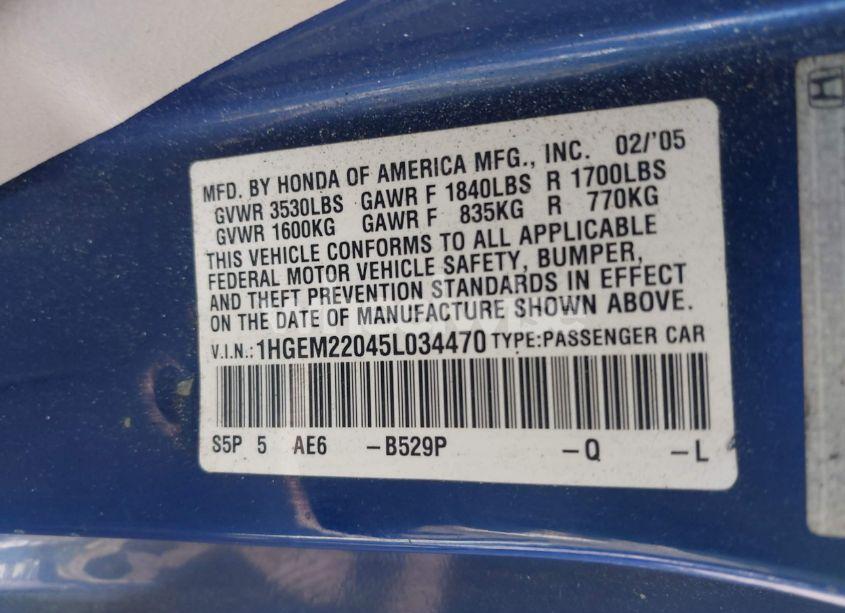 MFD. BY HONDA OF AMERICA MFG., INC. 02/'05
GVWR 3530LBS GAWR F 1840LBS R 1700LBS
GVWR 1600KG GAWR F 835KG R 770KG
THIS VEHICLE CONFORMS TO ALL APPLICABLE
FEDERAL MOTOR VEHICLE SAFETY, BUMPER,
AND THEFT PREVENTION STANDARDS IN EFFECT
ON THE DATE OF MANUFACTURE SHOWN ABOVE.
V.I.N.: 1HGEM22045L034470 TYPE:PASSENGER CAR
S5P 5 AE6 -B529P -Q -L